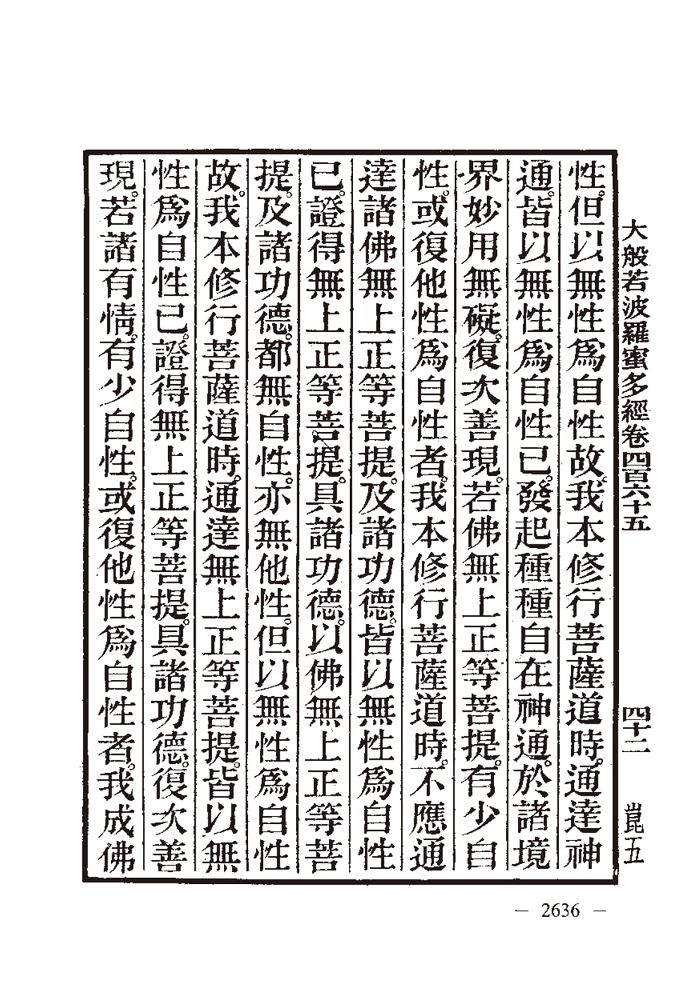 大般若波羅蜜多經卷四百六十五 四十二 崑五
性。但以無性爲自性故。我本修行菩薩道時。通達神
通。皆以無性爲自性已。發起種種自在神通。於諸境
界妙用無礙。復次善現。若佛無上正等菩提。有少自
性。或復他性爲自性者。我本修行菩薩道時。不應通
達諸佛無上正等菩提。及諸功德。皆以無性爲自性
已。證得無上正等菩提。具諸功德。以佛無上正等菩
提。及諸功德。都無自性。亦無他性。但以無性爲自性
故。我本修行菩薩道時。通達無上正等菩提。皆以無
性爲自性已。證得無上正等菩提。具諸功德。復次善
現。若諸有情。有少自性。或復他性爲自性者。我成佛
— 2636 —